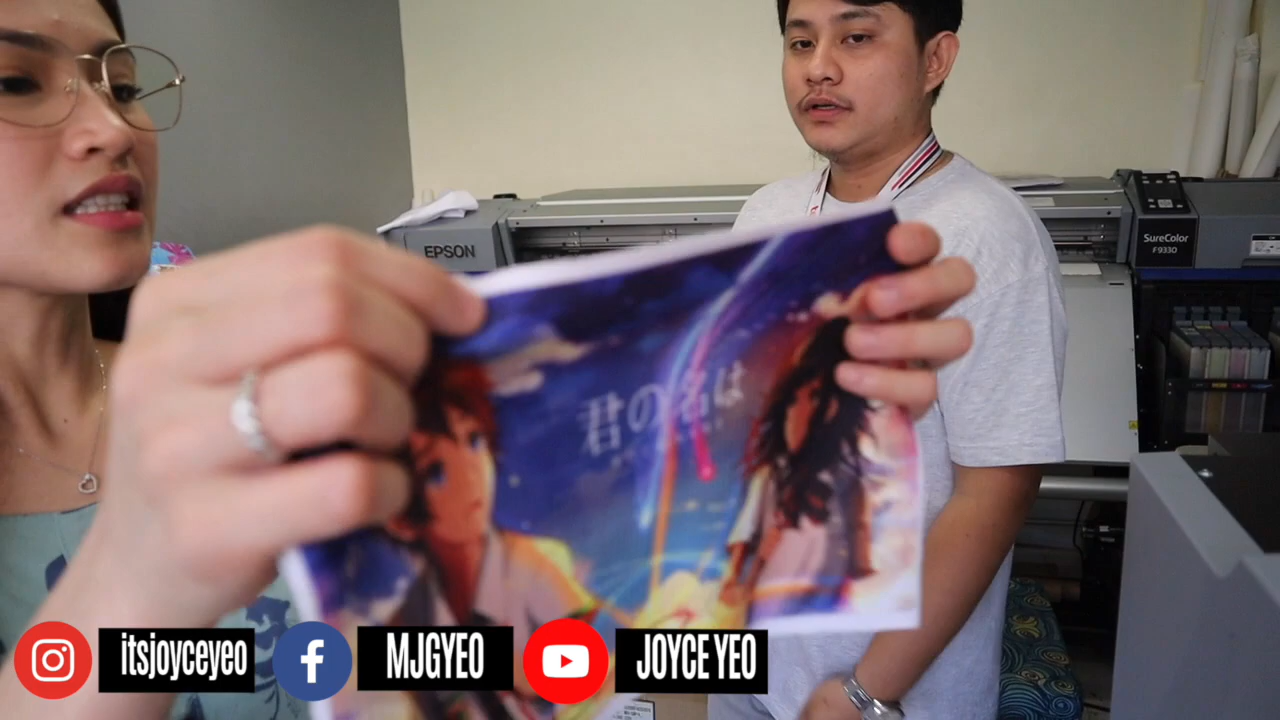 EPSON
SureColor
F9330
君の名は
itsjoyceyeo
MJGYEO
JOYCE YEO